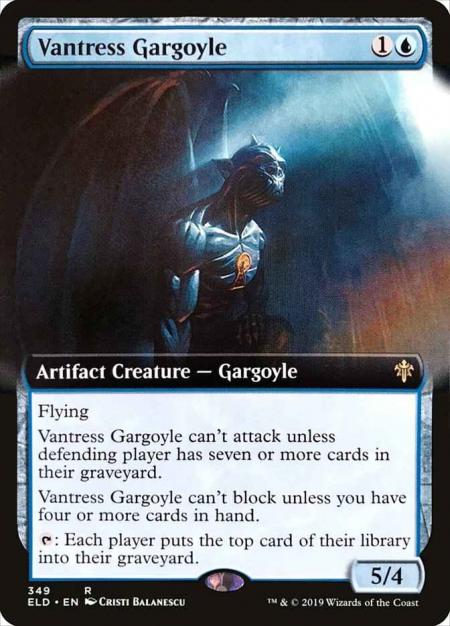 Vantress Gargoyle 1
Artifact Creature — Gargoyle
Flying
Vantress Gargoyle can't attack unless
defending player has seven or more cards in
their graveyard.
Vantress Gargoyle can't block unless you have
four or more cards in hand.
: Each player puts the top card of their library
into their graveyard.
5/4
349 R
ELD • EN CRISTI BALANESCU
™ & © 2019 Wizards of the Coast